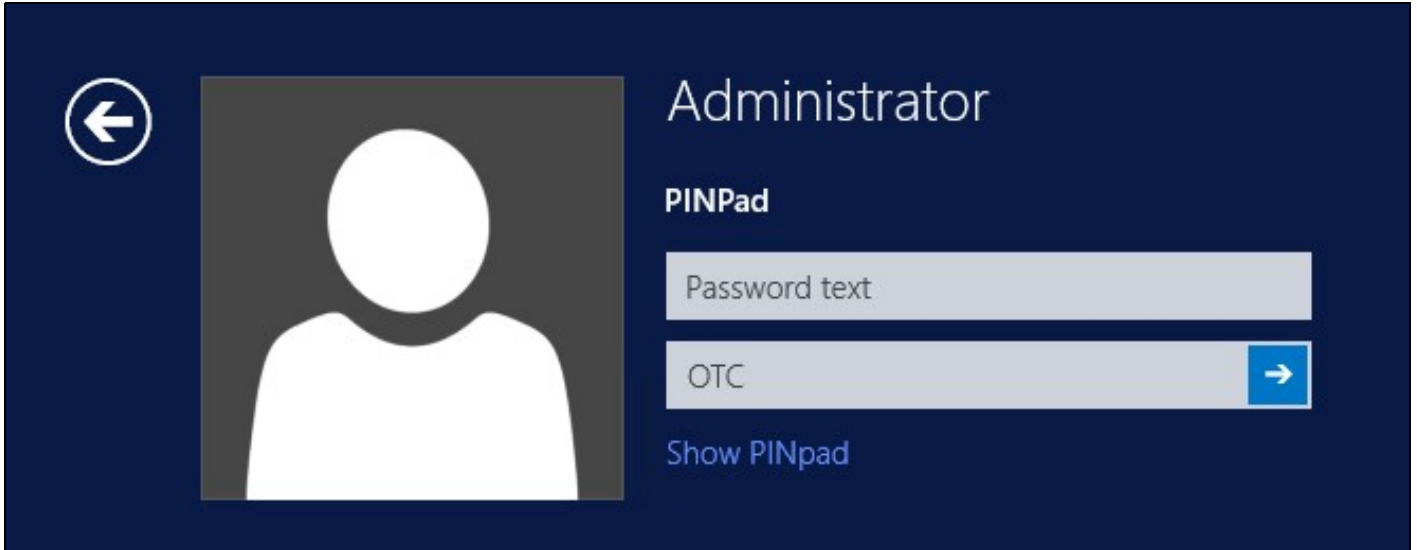 Administrator
PINPad
Password text
OTC
Show PINpad